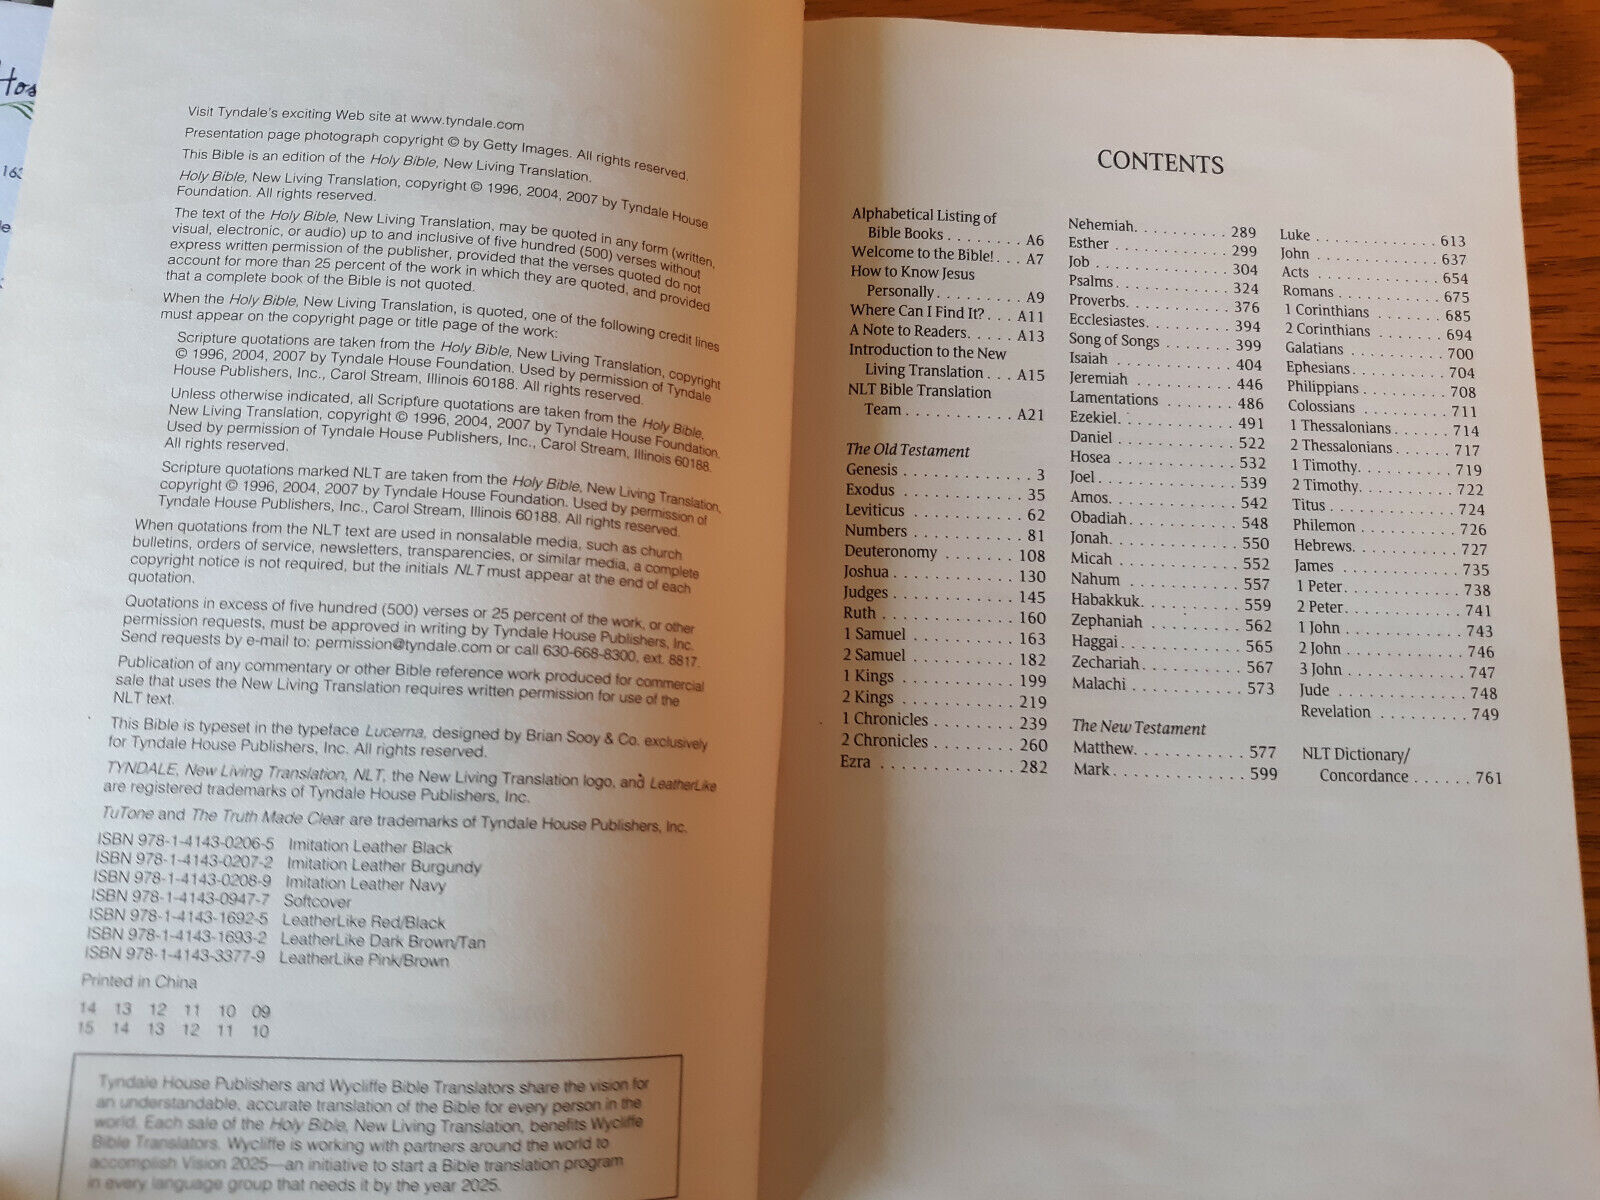 Hos
163
Visit Tyndale's exciting Web site at www.tyndale.com
Presentation page photograph copyright © by Getty Images. All rights reserved.
This Bible is an edition of the Holy Bible, New Living Translation.
Holy Bible, New Living Translation, copyright © 1996, 2004, 2007 by Tyndale House
Foundation. All rights reserved.
The text of the Holy Bible, New Living Translation, may be quoted in any form (written,
visual, electronic, or audio) up to and inclusive of five hundred (500) verses without
express written permission of the publisher, provided that the verses quoted do not
account for more than 25 percent of the work in which they are quoted, and provided
that a complete book of the Bible is not quoted.
When the Holy Bible, New Living Translation, is quoted, one of the following credit lines
must appear on the copyright page or title page of the work:
Scripture quotations are taken from the Holy Bible, New Living Translation, copyright
© 1996, 2004, 2007 by Tyndale House Foundation. Used by permission of Tyndale
House Publishers, Inc., Carol Stream, Illinois 60188. All rights reserved.
Unless otherwise indicated, all Scripture quotations are taken from the Holy Bible,
New Living Translation, copyright © 1996, 2004, 2007 by Tyndale House Foundation.
Used by permission of Tyndale House Publishers, Inc., Carol Stream, Illinois 60188.
All rights reserved.
Scripture quotations marked NLT are taken from the Holy Bible, New Living Translation,
copyright © 1996, 2004, 2007 by Tyndale House Foundation. Used by permission of
Tyndale House Publishers, Inc., Carol Stream, Illinois 60188. All rights reserved.
When quotations from the NLT text are used in nonsalable media, such as church
bulletins, orders of service, newsletters, transparencies, or similar media, a complete
copyright notice is not required, but the initials NLT must appear at the end of each
quotation.
Quotations in excess of five hundred (500) verses or 25 percent of the work, or other
permission requests, must be approved in writing by Tyndale House Publishers, Inc.
Send requests by e-mail to: permission@tyndale.com or call 630-668-8300, ext. 8817.
Publication of any commentary or other Bible reference work produced for commercial
sale that uses the New Living Translation requires written permission for use of the
NLT text.
This Bible is typeset in the typeface Lucerna, designed by Brian Sooy & Co. exclusively
for Tyndale House Publishers, Inc. All rights reserved.
TYNDALE, New Living Translation, NLT, the New Living Translation logo, and LeatherLike
are registered trademarks of Tyndale House Publishers, Inc.
TuTone and The Truth Made Clear are trademarks of Tyndale House Publishers, Inc.
ISBN 978-1-4143-0206-5 Imitation Leather Black
ISBN 978-1-4143-0207-2 Imitation Leather Burgundy
ISBN 978-1-4143-0208-9 Imitation Leather Navy
ISBN 978-1-4143-0947-7 Softcover
ISBN 978-1-4143-1692-5 LeatherLike Red/Black
ISBN 978-1-4143-1693-2 LeatherLike Dark Brown/Tan
ISBN 978-1-4143-3377-9 LeatherLike Pink/Brown
Printed in China
14 13 12 11 10 09
15 14 13 12 11 10
Tyndale House Publishers and Wycliffe Bible Translators share the vision for
an understandable, accurate translation of the Bible for every person in the
world. Each sale of the Holy Bible, New Living Translation, benefits Wycliffe
Bible Translators. Wycliffe is working with partners around the world to
accomplish Vision 2025—an initiative to start a Bible translation program
in every language group that needs it by the year 2025.
CONTENTS
Alphabetical Listing of
Bible Books . . . . . . . . A6
Welcome to the Bible! . . . A7
How to Know Jesus
Personally . . . . . . . . . A9
Where Can I Find It? . . . A11
A Note to Readers. . . . . A13
Introduction to the New
Living Translation . . . A15
NLT Bible Translation
Team . . . . . . . . . . . A21
The Old Testament
Genesis . . . . . . . . . . . . 3
Exodus . . . . . . . . . . . 35
Leviticus . . . . . . . . . . 62
Numbers . . . . . . . . . . 81
Deuteronomy . . . . . . 108
Joshua . . . . . . . . . . . 130
Judges . . . . . . . . . . . 145
Ruth . . . . . . . . . . . . 160
1 Samuel . . . . . . . . . 163
2 Samuel . . . . . . . . . 182
1 Kings . . . . . . . . . . 199
2 Kings . . . . . . . . . . 219
1 Chronicles . . . . . . . 239
2 Chronicles . . . . . . . 260
Ezra . . . . . . . . . . . . 282
Nehemiah. . . . . . . . . 289
Esther . . . . . . . . . . . 299
Job . . . . . . . . . . . . . 304
Psalms . . . . . . . . . . . 324
Proverbs. . . . . . . . . . 376
Ecclesiastes. . . . . . . . 394
Song of Songs . . . . . . 399
Isaiah . . . . . . . . . . . 404
Jeremiah . . . . . . . . . 446
Lamentations . . . . . . 486
Ezekiel. . . . . . . . . . . 491
Daniel . . . . . . . . . . . 522
Hosea . . . . . . . . . . . 532
Joel . . . . . . . . . . . . . 539
Amos. . . . . . . . . . . . 542
Obadiah. . . . . . . . . . 548
Jonah. . . . . . . . . . . . 550
Micah . . . . . . . . . . . 552
Nahum . . . . . . . . . . 557
Habakkuk. . . . . . . . . 559
Zephaniah . . . . . . . . 562
Haggai . . . . . . . . . . . 565
Zechariah. . . . . . . . . 567
Malachi . . . . . . . . . . 573
The New Testament
Matthew. . . . . . . . . . 577
Mark . . . . . . . . . . . . 599
Luke . . . . . . . . . . . . 613
John . . . . . . . . . . . . 637
Acts . . . . . . . . . . . . 654
Romans . . . . . . . . . . 675
1 Corinthians . . . . . . 685
2 Corinthians . . . . . . 694
Galatians . . . . . . . . . 700
Ephesians. . . . . . . . . 704
Philippians . . . . . . . . 708
Colossians . . . . . . . . 711
1 Thessalonians . . . . . 714
2 Thessalonians . . . . . 717
1 Timothy. . . . . . . . . 719
2 Timothy. . . . . . . . . 722
Titus . . . . . . . . . . . . 724
Philemon . . . . . . . . . 726
Hebrews. . . . . . . . . . 727
James . . . . . . . . . . . 735
1 Peter . . . . . . . . . . . 738
2 Peter . . . . . . . . . . . 741
1 John . . . . . . . . . . . 743
2 John . . . . . . . . . . . 746
3 John . . . . . . . . . . . 747
Jude . . . . . . . . . . . . 748
Revelation . . . . . . . . 749
NLT Dictionary/
Concordance . . . . . . 761